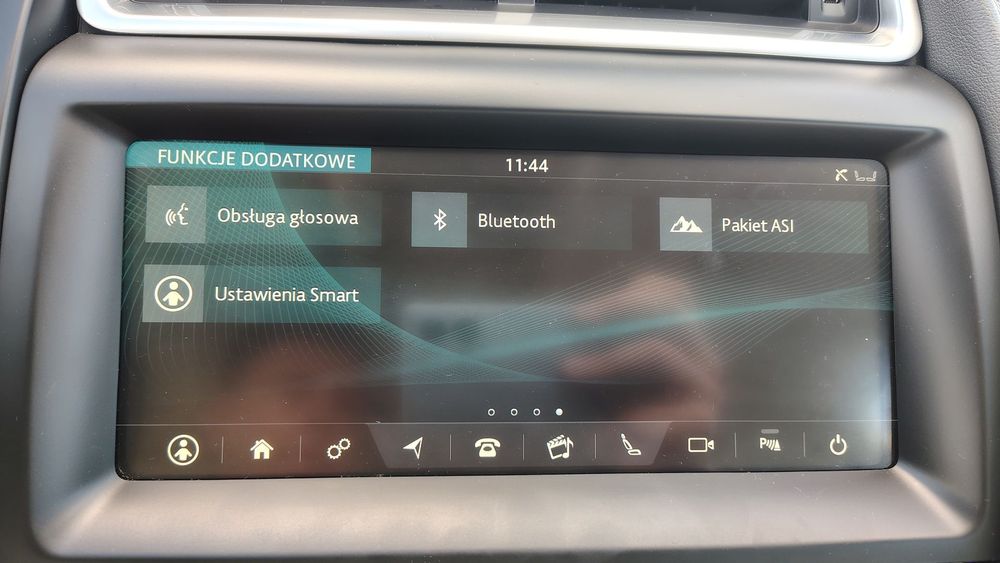 FUNKCJE DODATKOWE
11:44
Obsługa głosowa
Bluetooth
Pakiet ASI
Ustawienia Smart